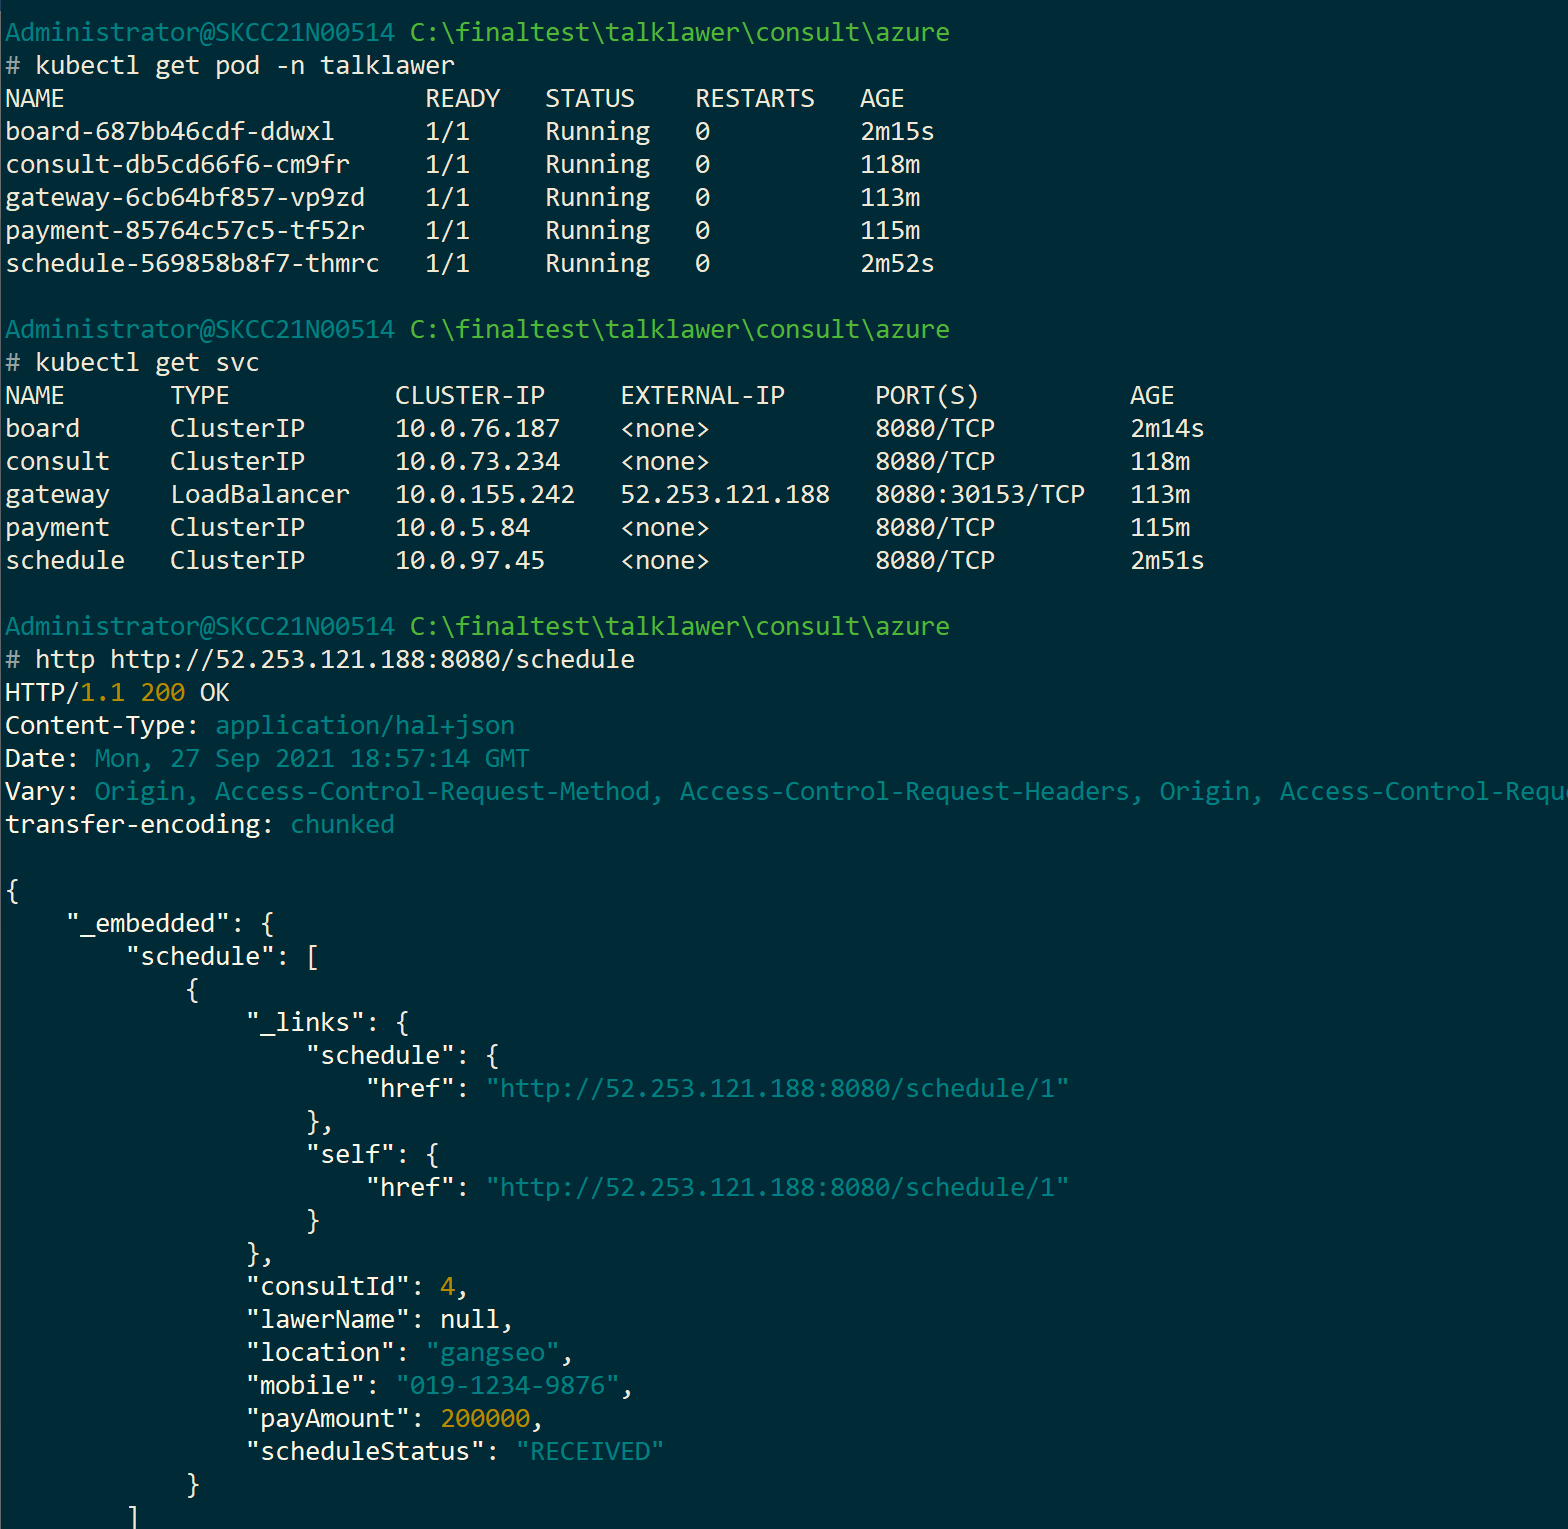 Administrator@SKCC21N00514 C:\finaltest\talklawer\consult\azure
# kubectl get pod -n talklawer
NAME                        READY   STATUS    RESTARTS   AGE
board-687bb46cdf-ddwxl      1/1     Running   0          2m15s
consult-db5cd66f6-cm9fr     1/1     Running   0          118m
gateway-6cb64bf857-vp9zd    1/1     Running   0          113m
payment-85764c57c5-tf52r    1/1     Running   0          115m
schedule-569858b8f7-thmrc   1/1     Running   0          2m52s
Administrator@SKCC21N00514 C:\finaltest\talklawer\consult\azure
# kubectl get svc
NAME       TYPE           CLUSTER-IP     EXTERNAL-IP      PORT(S)          AGE
board      ClusterIP      10.0.76.187    <none>           8080/TCP         2m14s
consult    ClusterIP      10.0.73.234    <none>           8080/TCP         118m
gateway    LoadBalancer   10.0.155.242   52.253.121.188   8080:30153/TCP   113m
payment    ClusterIP      10.0.5.84      <none>           8080/TCP         115m
schedule   ClusterIP      10.0.97.45     <none>           8080/TCP         2m51s
Administrator@SKCC21N00514 C:\finaltest\talklawer\consult\azure
# http http://52.253.121.188:8080/schedule
HTTP/1.1 200 OK
Content-Type: application/hal+json
Date: Mon, 27 Sep 2021 18:57:14 GMT
Vary: Origin, Access-Control-Request-Method, Access-Control-Request-Headers, Origin, Access-Control-Requ
transfer-encoding: chunked
{
    "_embedded": {
        "schedule": [
            {
                "_links": {
                    "schedule": {
                        "href": "http://52.253.121.188:8080/schedule/1"
                    },
                    "self": {
                        "href": "http://52.253.121.188:8080/schedule/1"
                    }
                },
                "consultId": 4,
                "lawerName": null,
                "location": "gangseo",
                "mobile": "019-1234-9876",
                "payAmount": 200000,
                "scheduleStatus": "RECEIVED"
            }
        ]